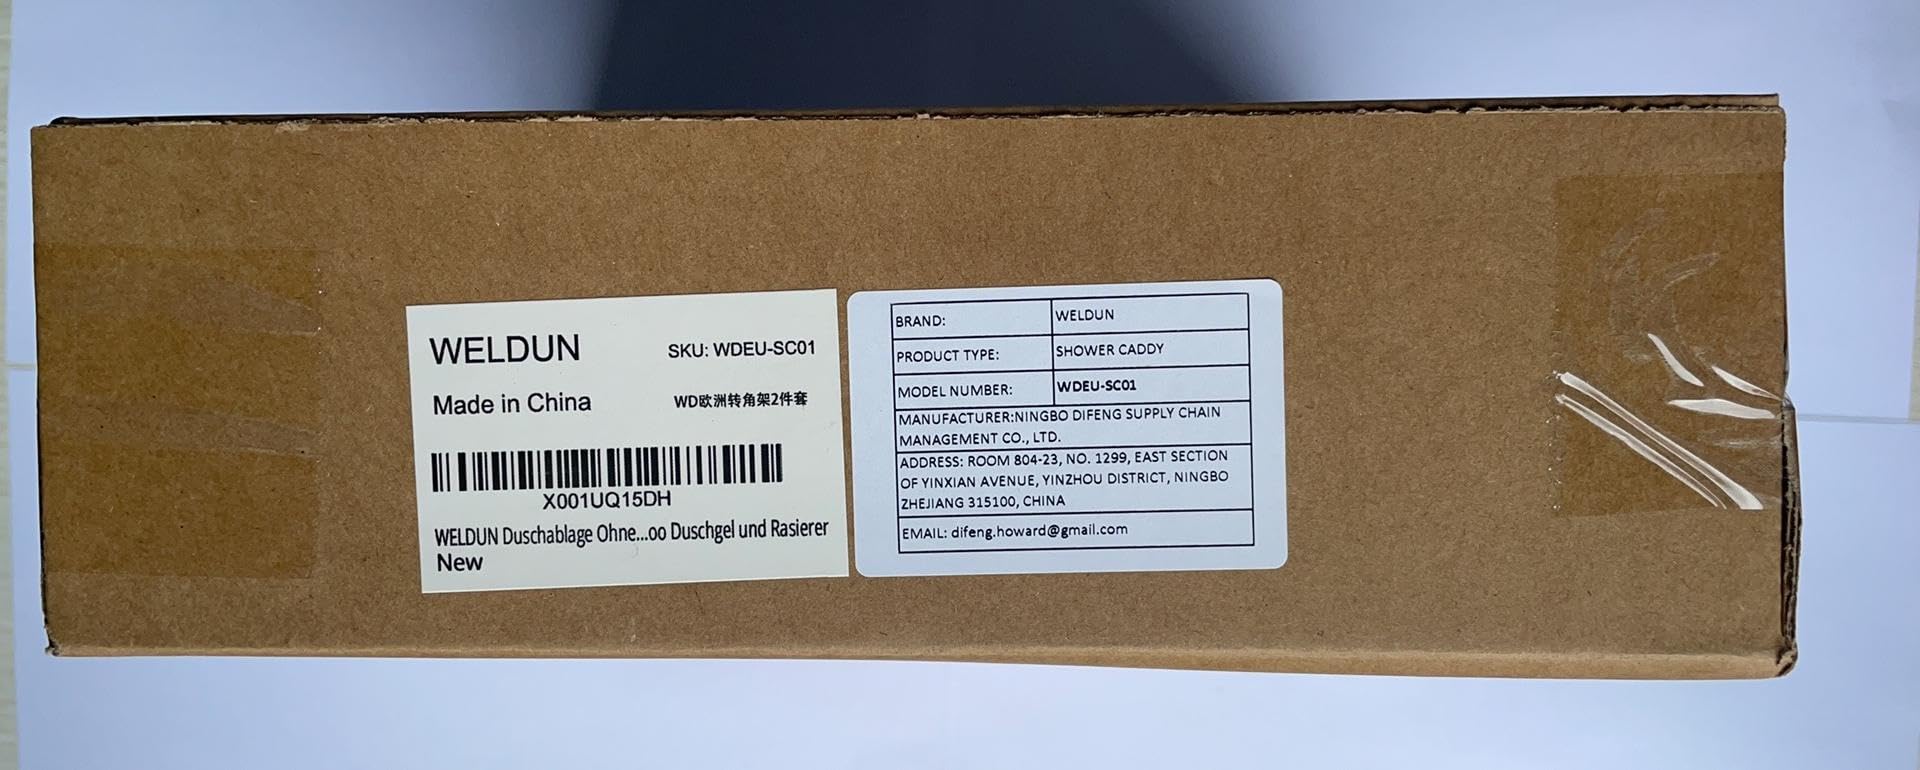 WELDUN
SKU: WDEU-SC01
Made in China
WD欧洲转角架2件套
X001UQ15DH
WELDUN Duschablage Ohne...oo Duschgel und Rasierer
New
BRAND: WELDUN
PRODUCT TYPE: SHOWER CADDY
MODEL NUMBER: WDEU-SC01
MANUFACTURER:NINGBO DIFENG SUPPLY CHAIN
MANAGEMENT CO., LTD.
ADDRESS: ROOM 804-23, NO. 1299, EAST SECTION
OF YINXIAN AVENUE, YINZHOU DISTRICT, NINGBO
ZHEJIANG 315100, CHINA
EMAIL: difeng.howard@gmail.com